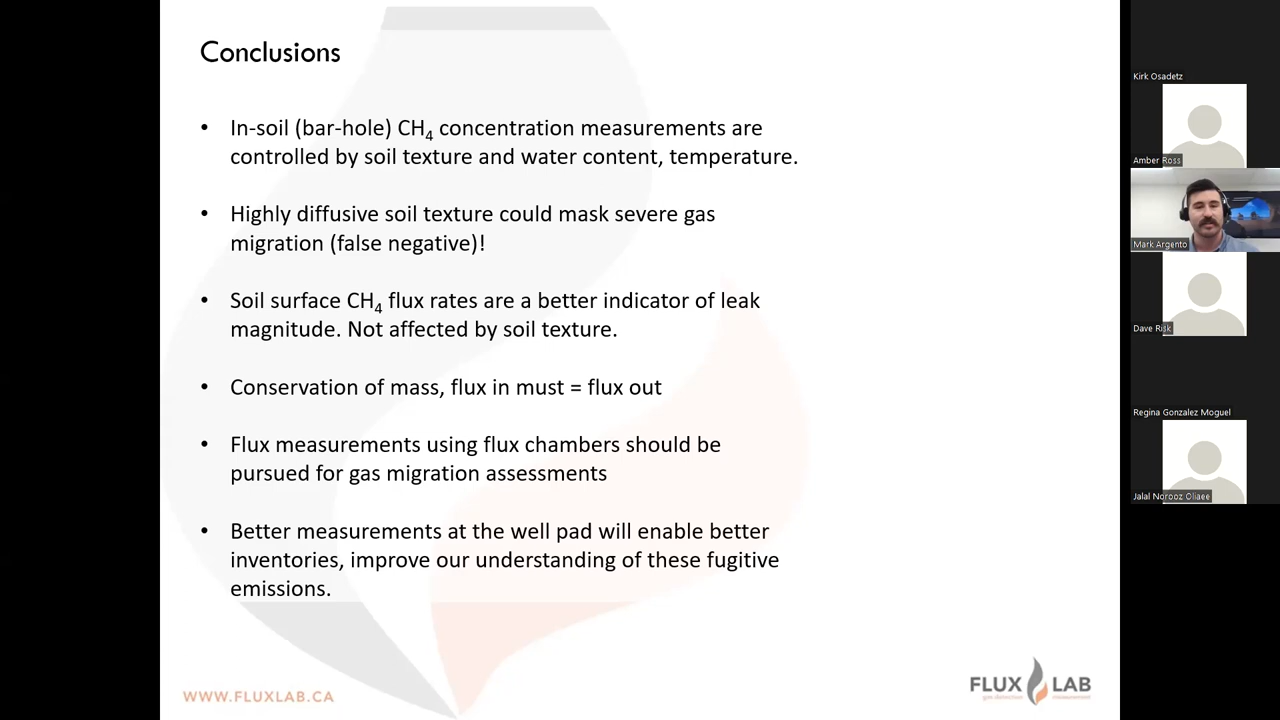 Conclusions
• In-soil (bar-hole) CH₄ concentration measurements are
controlled by soil texture and water content, temperature.
• Highly diffusive soil texture could mask severe gas
migration (false negative)!
• Soil surface CH₄ flux rates are a better indicator of leak
magnitude. Not affected by soil texture.
• Conservation of mass, flux in must = flux out
• Flux measurements using flux chambers should be
pursued for gas migration assessments
• Better measurements at the well pad will enable better
inventories, improve our understanding of these fugitive
emissions.
WWW.FLUXLAB.CA
FLUX LAB
gas detection measurement
Kirk Osadetz
Amber Ross
Mark Argento
Dave Risk
Regina Gonzalez Moguel
Jalal Norooz Oliaee